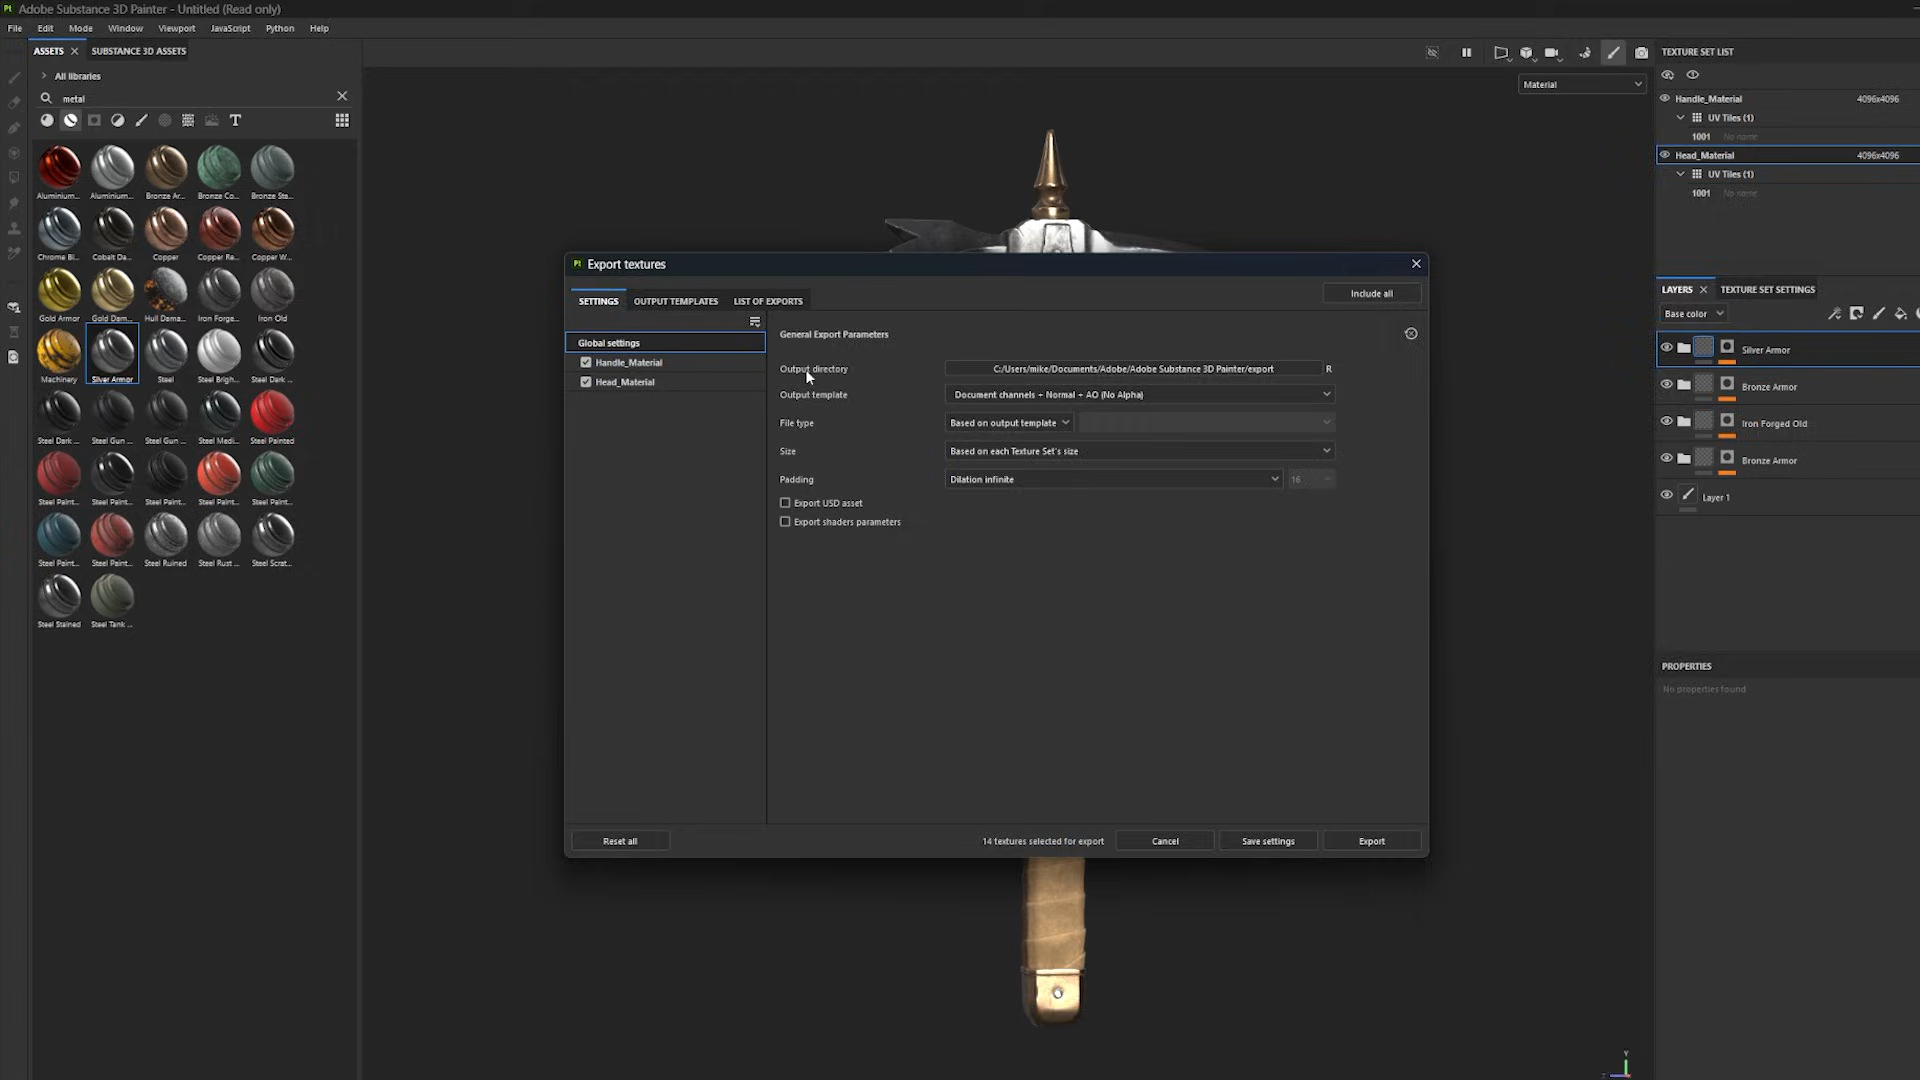 Pt Adobe Substance 3D Painter - Untitled (Read only)
File Edit Mode Window Viewport JavaScript Python Help
ASSETS SUBSTANCE 3D ASSETS
All libraries
metal
Aluminium... Aluminium... Bronze Ar... Bronze Co... Bronze Sta...
Chrome Bl... Cobalt Da... Copper Copper Re... Copper W...
Gold Armor Gold Dam... Hull Dama... Iron Forge... Iron Old
Machinery Silver Armor Steel Steel Brigh... Steel Dark ...
Steel Dark ... Steel Gun ... Steel Gun ... Steel Medi... Steel Painted
Steel Paint... Steel Paint... Steel Paint... Steel Paint... Steel Paint...
Steel Paint... Steel Paint... Steel Ruined Steel Rust ... Steel Scrat...
Steel Stained Steel Tank ...
Material
Pt Export textures
SETTINGS OUTPUT TEMPLATES LIST OF EXPORTS
Include all
Global settings
Handle_Material
Head_Material
General Export Parameters
Output directory C:/Users/mike/Documents/Adobe/Adobe Substance 3D Painter/export R
Output template Document channels + Normal + AO (No Alpha)
File type Based on output template
Size Based on each Texture Set's size
Padding Dilation infinite 16
Export USD asset
Export shaders parameters
Reset all
14 textures selected for export
Cancel
Save settings
Export
TEXTURE SET LIST
Handle_Material 4096x4096
UV Tiles (1)
1001 No name
Head_Material 4096x4096
UV Tiles (1)
1001 No name
LAYERS TEXTURE SET SETTINGS
Base color
Silver Armor
Bronze Armor
Iron Forged Old
Bronze Armor
Layer 1
PROPERTIES
No properties found
Y